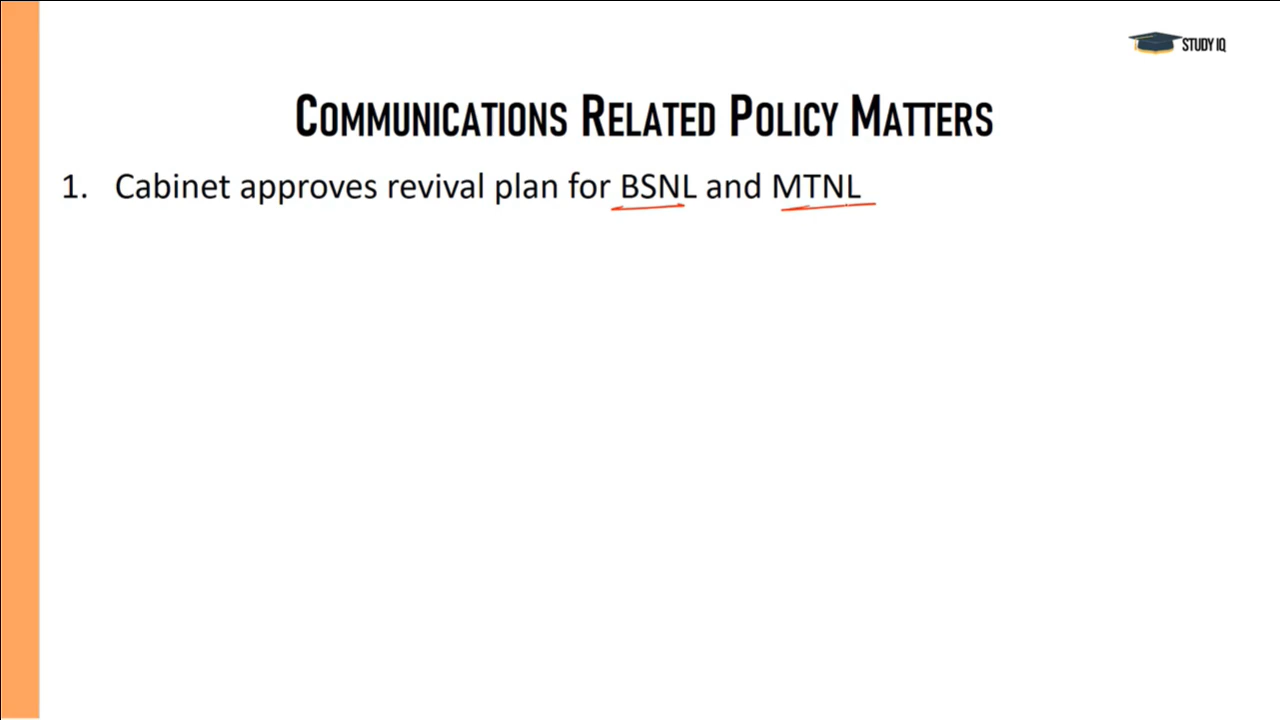 STUDY IQ
COMMUNICATIONS RELATED POLICY MATTERS
1. Cabinet approves revival plan for BSNL and MTNL